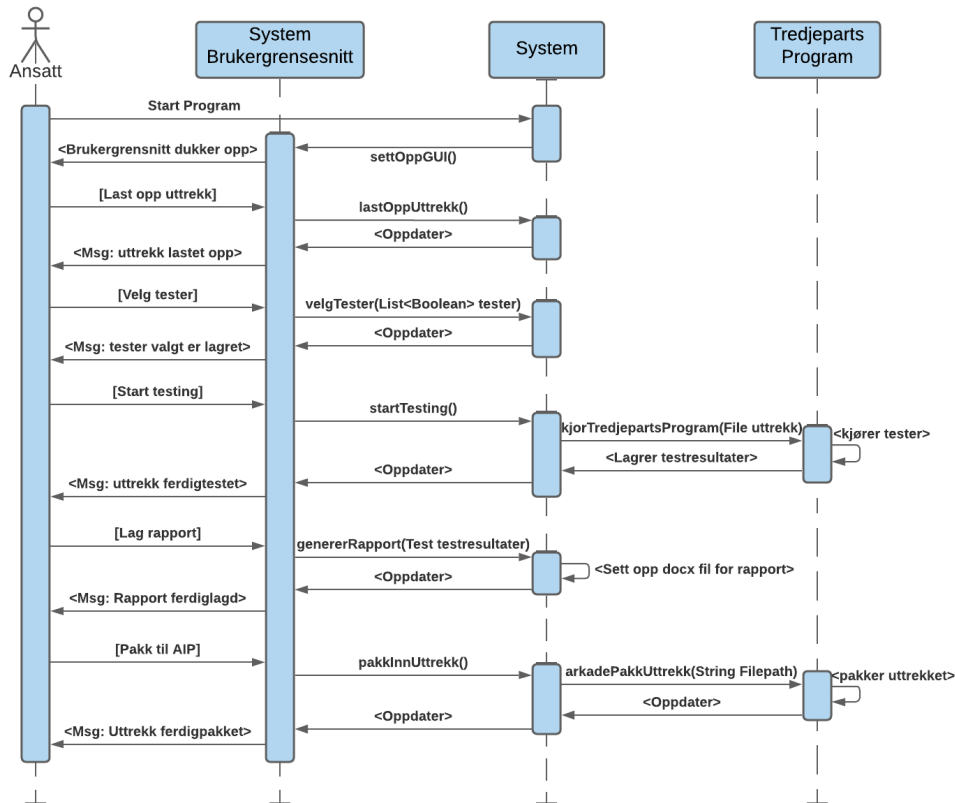 System
Brukergrensesnitt
System
Tredjeparts
Program
Ansatt
Start Program
<Brukergrensnitt dukker opp>
settOppGUI()
[Last opp uttrekk]
lastOppUttrekk()
<Oppdater>
<Msg: uttrekk lastet opp>
[Velg tester]
velgTester(List<Boolean> tester)
<Oppdater>
<Msg: tester valgt er lagret>
[Start testing]
startTesting()
kjorTredjepartsProgram(File uttrekk)
<kjører tester>
<Lagrer testresultater>
<Oppdater>
<Msg: uttrekk ferdigtestet>
[Lag rapport]
genererRapport(Test testresultater)
<Sett opp docx fil for rapport>
<Oppdater>
<Msg: Rapport ferdiglagd>
[Pakk til AIP]
pakkInnUttrekk()
arkadePakkUttrekk(String Filepath)
<pakker uttrekket>
<Oppdater>
<Oppdater>
<Msg: Uttrekk ferdigpakket>